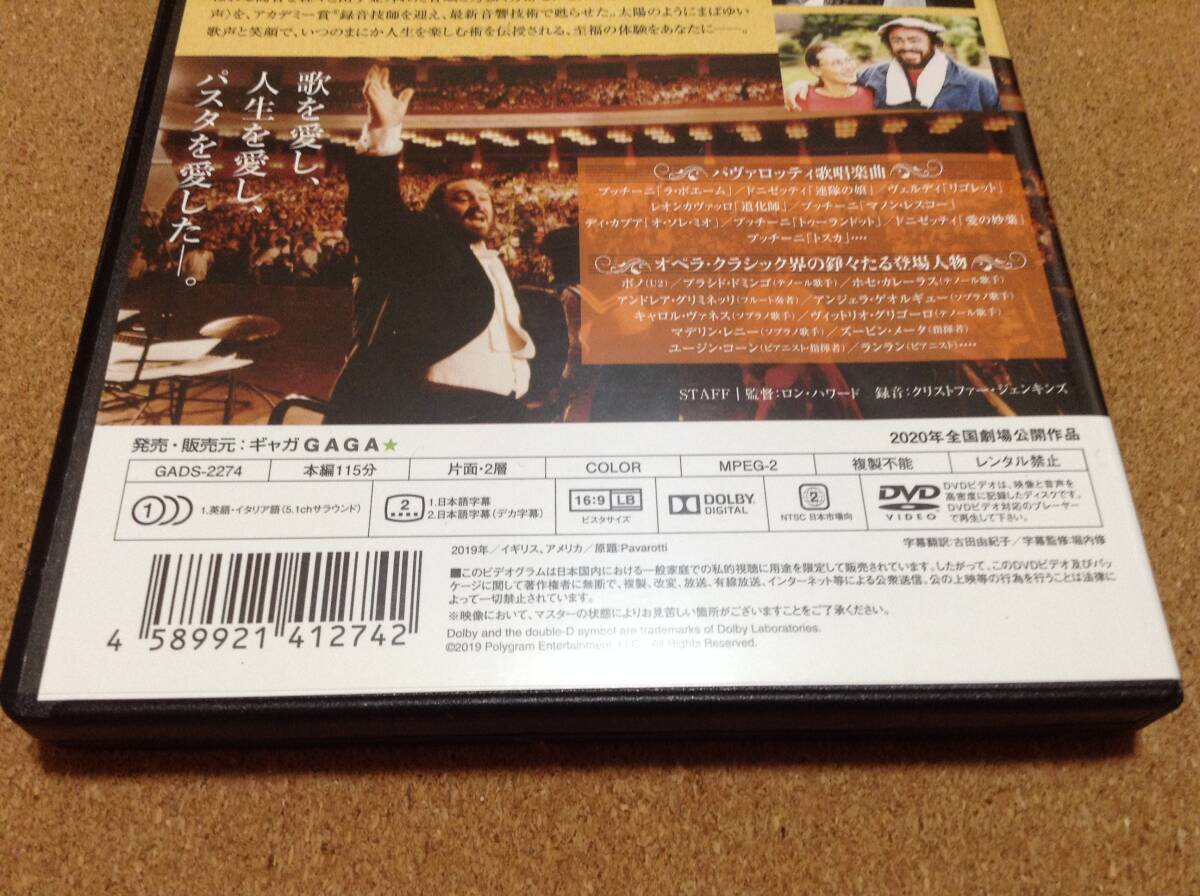 声)を、アカデミー賞®録音技師を迎え、最新音響技術で甦らせた。太陽のようにまばゆい
歌声と笑顔で、いつのまにか人生を楽しむ術を伝授される、至福の体験をあなたに——。
歌を愛し、
人生を愛し、
パスタを愛した—。
パヴァロッティ歌唱楽曲
プッチーニ「ラ・ボエーム」/ドニゼッティ「連隊の娘」 ヴェルディ「リゴレット」
レオンカヴァッロ「道化師」/プッチーニ「マノン・レスコー」
ディ・カプア「オ・ソレ・ミオ」/プッチーニ「トゥーランドット」/ドニゼッティ「愛の妙薬」
プッチーニ「トスカ」‥‥
オペラ・クラシック界の錚々たる登場人物
ボノ(U2)/プラシド・ドミンゴ(テノール歌手)/ホセ・カレーラス(テノール歌手)
アンドレア・グリミネッリ(フルート奏者)/アンジェラ・ゲオルギュー(ソプラノ歌手)
キャロル・ヴァネス(ソプラノ歌手)/ヴィットリオ・グリゴーロ(テノール歌手)
マデリン・レニー(ソプラノ歌手)/ズービン・メータ(指揮者)
ユージン・コーン(ピアニスト・指揮者)/ランラン(ピアニスト)‥‥
STAFF | 監督:ロン・ハワード 録音:クリストファー・ジェンキンズ
発売・販売元:ギャガ GAGA★
2020年全国劇場公開作品
GADS-2274 本編115分 片面・2層 COLOR MPEG-2 複製不能 レンタル禁止
1 1.英語・イタリア語(5.1chサラウンド)
2 1.日本語字幕
2.日本語字幕(デカ字幕)
16:9 LB
ビスタサイズ
DOLBY DIGITAL
2
NTSC 日本市場向
DVD VIDEO
DVDビデオは、映像と音声を
高密度に記録したディスクです。
DVDビデオ対応のプレーヤー
で再生して下さい。
2019年/イギリス、アメリカ/原題:Pavarotti
字幕翻訳:古田由紀子/字幕監修:堀内修
■このビデオグラムは日本国内における一般家庭での私的視聴に用途を限定して販売されています。したがって、このDVDビデオ及びパッ
ケージに関して著作権者に無断で、複製、改変、放送、有線放送、インターネット等による公衆送信、公の上映等の行為を行うことは法律に
よって一切禁止されています。
※映像において、マスターの状態によりお見苦しい箇所がございますことをご了承ください。
Dolby and the double-D symbol are trademarks of Dolby Laboratories.
©2019 Polygram Entertainment, LLC – All Rights Reserved.
4 589921 412742